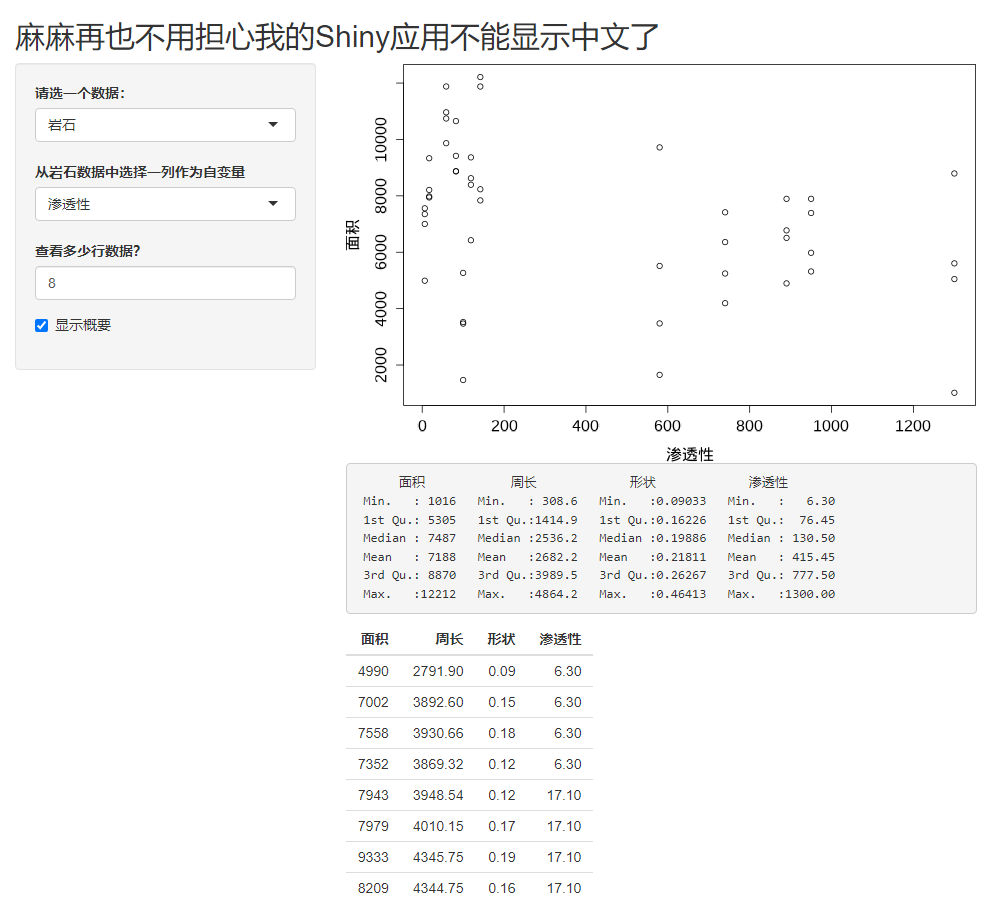 麻麻再也不用担心我的Shiny应用不能显示中文了
请选一个数据：
岩石
从岩石数据中选择一列作为自变量
渗透性
查看多少行数据？
8
显示概要
面积
10000
8000
6000
4000
2000
0 200 400 600 800 1000 1200
渗透性
面积 周长 形状 渗透性
Min. : 1016 Min. : 308.6 Min. :0.09033 Min. : 6.30
1st Qu.: 5305 1st Qu.:1414.9 1st Qu.:0.16226 1st Qu.: 76.45
Median : 7487 Median :2536.2 Median :0.19886 Median : 130.50
Mean : 7188 Mean :2682.2 Mean :0.21811 Mean : 415.45
3rd Qu.: 8870 3rd Qu.:3989.5 3rd Qu.:0.26267 3rd Qu.: 777.50
Max. :12212 Max. :4864.2 Max. :0.46413 Max. :1300.00
面积 周长 形状 渗透性
4990 2791.90 0.09 6.30
7002 3892.60 0.15 6.30
7558 3930.66 0.18 6.30
7352 3869.32 0.12 6.30
7943 3948.54 0.12 17.10
7979 4010.15 0.17 17.10
9333 4345.75 0.19 17.10
8209 4344.75 0.16 17.10